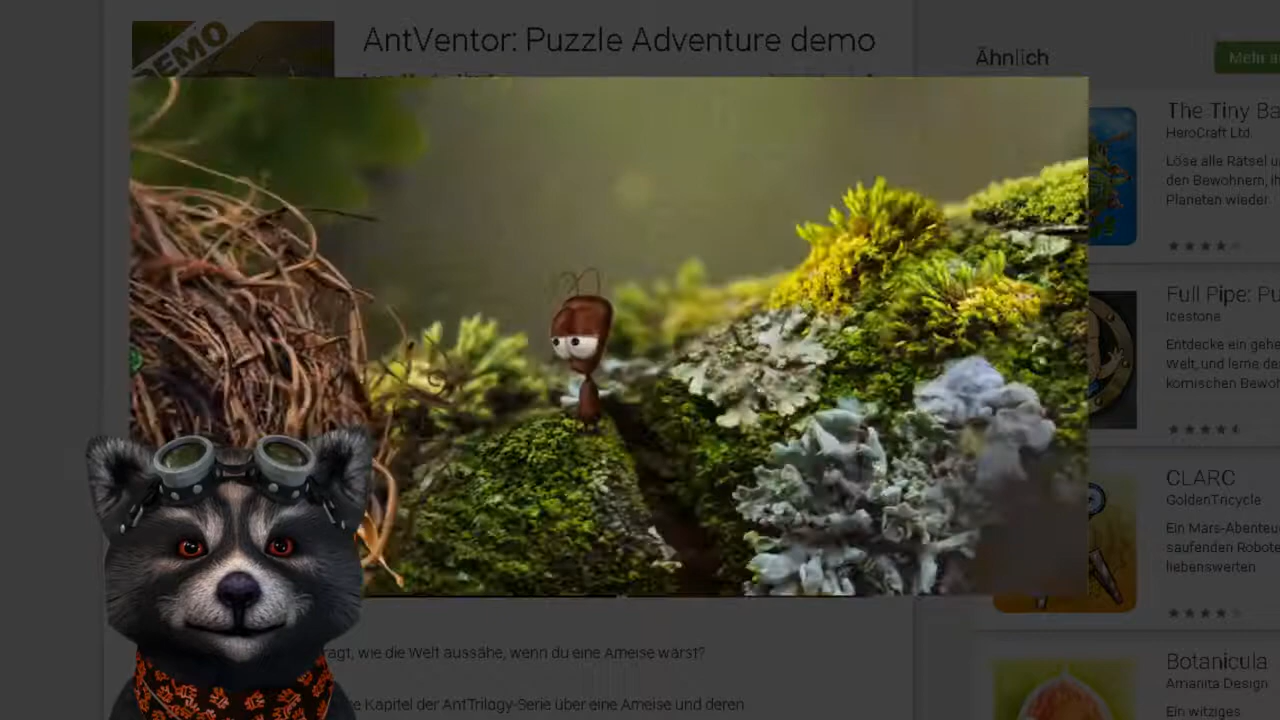 DEMO
AntVentor: Puzzle Adventure demo
Ähnlich
Mehr a
The Tiny Ba
HeroCraft Ltd.
Löse alle Rätsel u
den Bewohnern, ih
Planeten wieder
Full Pipe: Pu
Icestone
Entdecke ein gehe
Welt, und lerne de
komischen Bewoh
CLARC
GoldenTricycle
Ein Mars-Abenteu
saufenden Robote
liebenswerten
Botanicula
Amanita Design
Ein witziges
ragt, wie die Welt aussähe, wenn du eine Ameise wärst?
te Kapitel der AntTrilogy-Serie über eine Ameise und deren